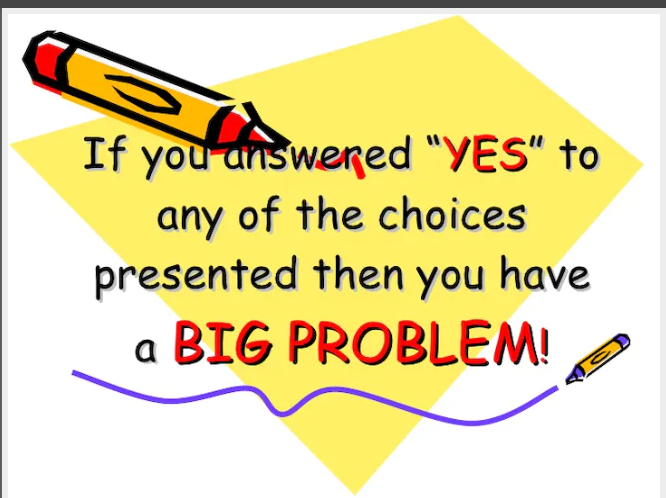 If you answered “YES” to
any of the choices
presented then you have
a BIG PROBLEM!